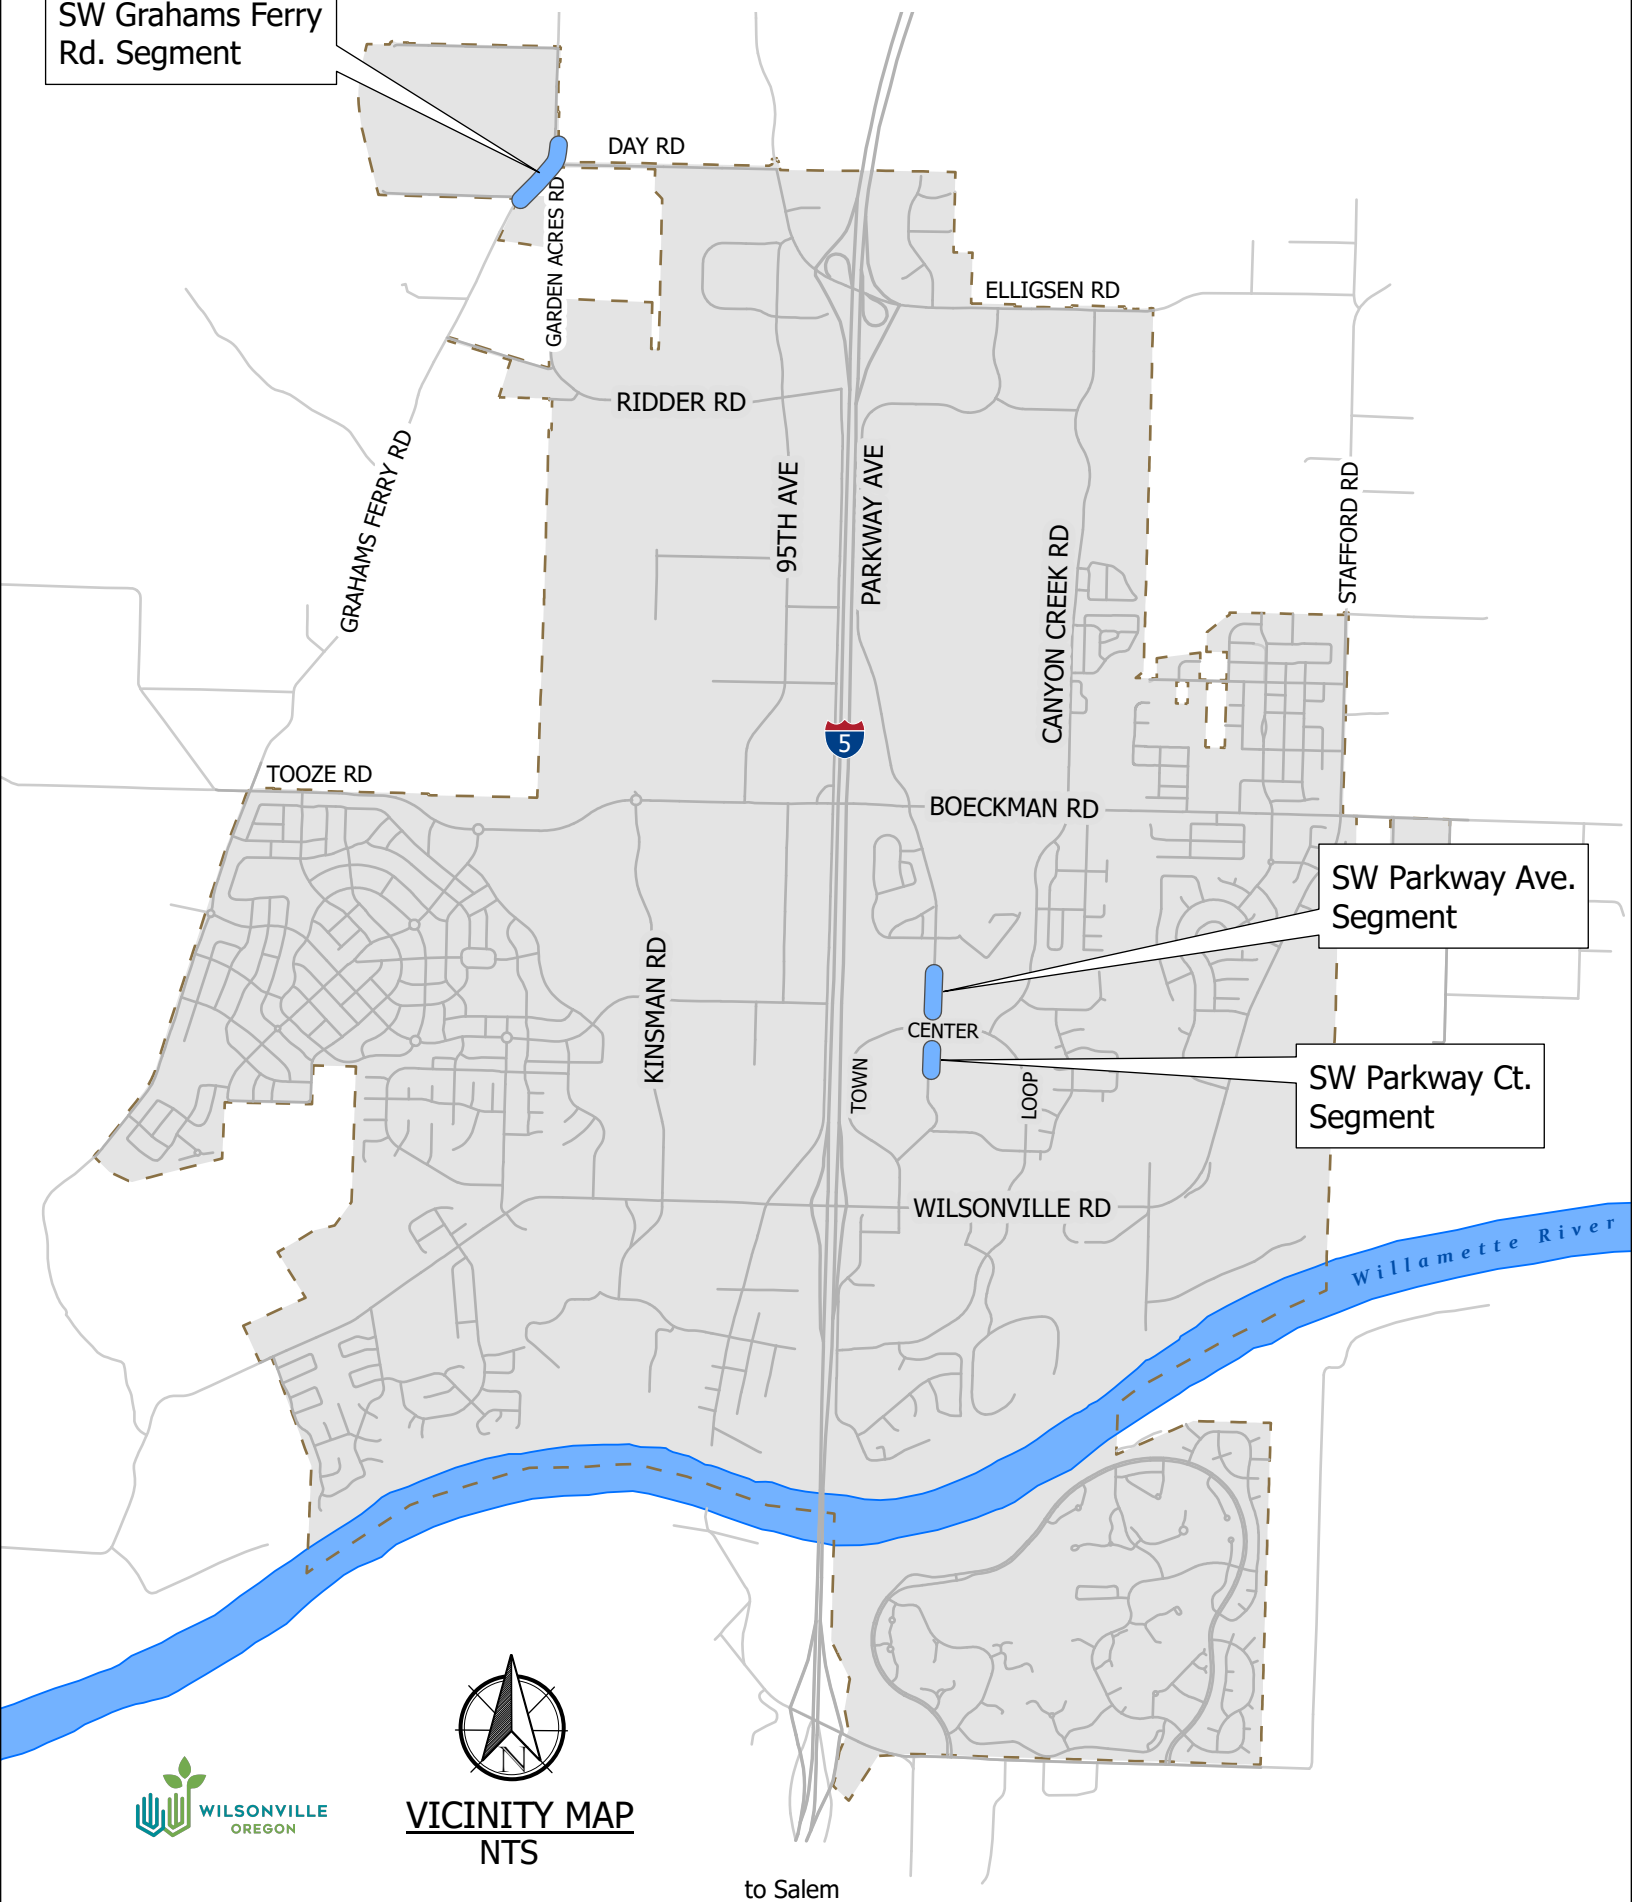 SW Grahams Ferry
Rd. Segment
DAY RD
GARDEN ACRES RD
ELLIGSEN RD
RIDDER RD
GRAHAMS FERRY RD
95TH AVE
PARKWAY AVE
CANYON CREEK RD
STAFFORD RD
5
TOOZE RD
BOECKMAN RD
SW Parkway Ave.
Segment
KINSMAN RD
CENTER
TOWN
LOOP
SW Parkway Ct.
Segment
WILSONVILLE RD
Willamette River
N
WILSONVILLE
OREGON
VICINITY MAP
NTS
to Salem